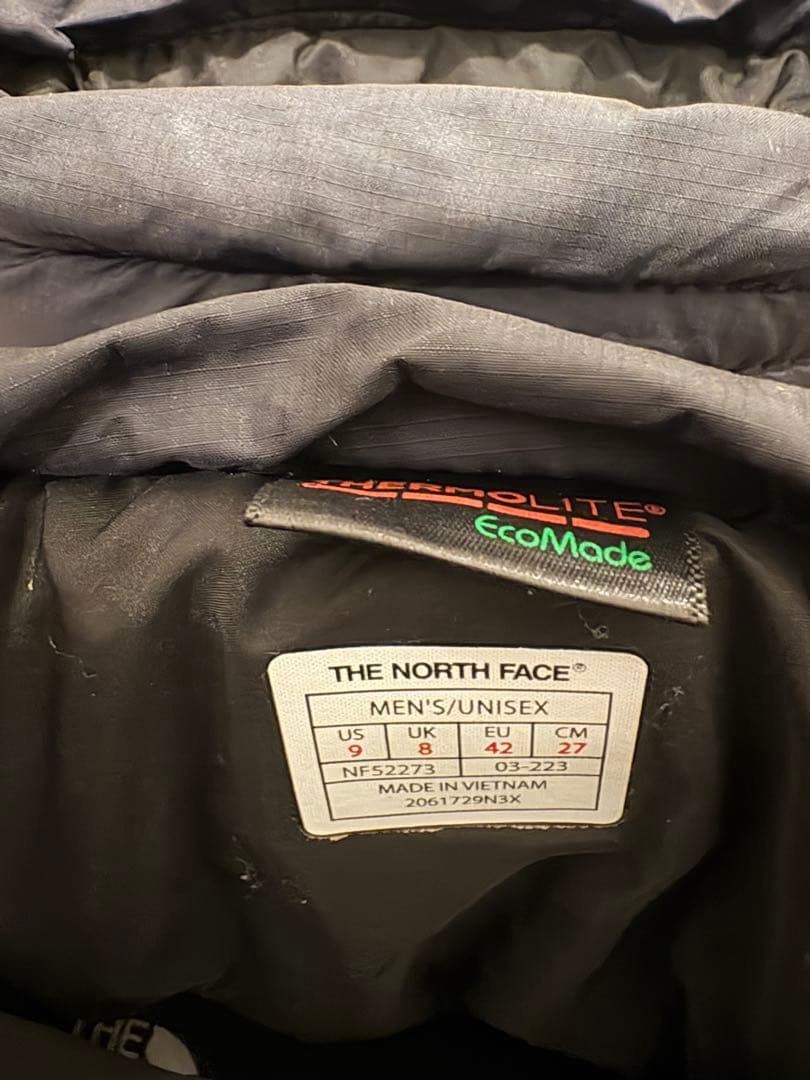 THERMOLITE®
EcoMade
THE NORTH FACE®
MEN'S/UNISEX
US UK EU CM
9 8 42 27
NF52273 03-223
MADE IN VIETNAM
2061729N3X
THE